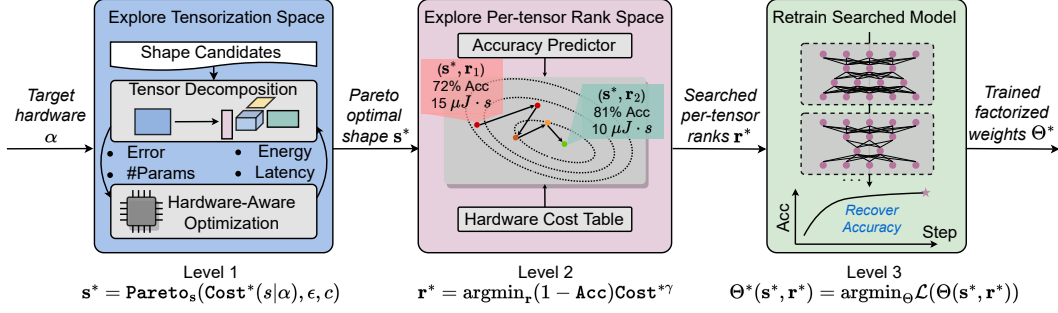 Target
hardware
α
Explore Tensorization Space
Shape Candidates
Tensor Decomposition
• Error
• #Params
• Energy
• Latency
Hardware-Aware
Optimization
Pareto
optimal
shape s*
Explore Per-tensor Rank Space
Accuracy Predictor
(s*, r₁)
72% Acc
15 μJ · s
(s*, r₂)
81% Acc
10 μJ · s
Hardware Cost Table
Searched
per-tensor
ranks r*
Retrain Searched Model
.....
Acc
Recover
Accuracy
Step
Trained
factorized
weights Θ*
Level 1
s* = Paretoₛ(Cost*(s|α), ϵ, c)
Level 2
r* = argminᵣ(1 − Acc)Cost*ᵞ
Level 3
Θ*(s*, r*) = argmin_Θ ℒ(Θ(s*, r*))